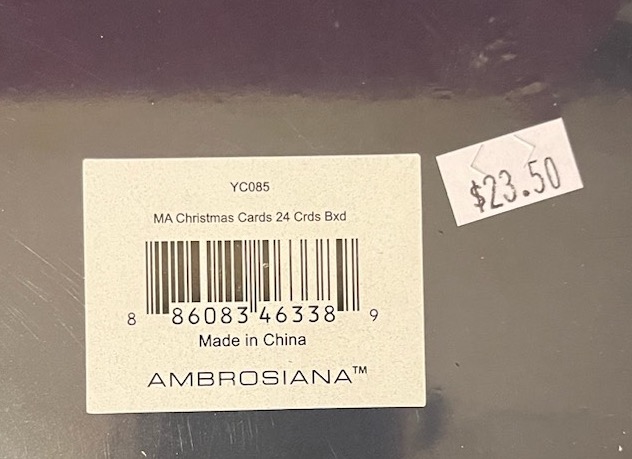 YC085
MA Christmas Cards 24 Crds Bxd
8 86083 46338 9
Made in China
AMBROSIANA™
$23.50